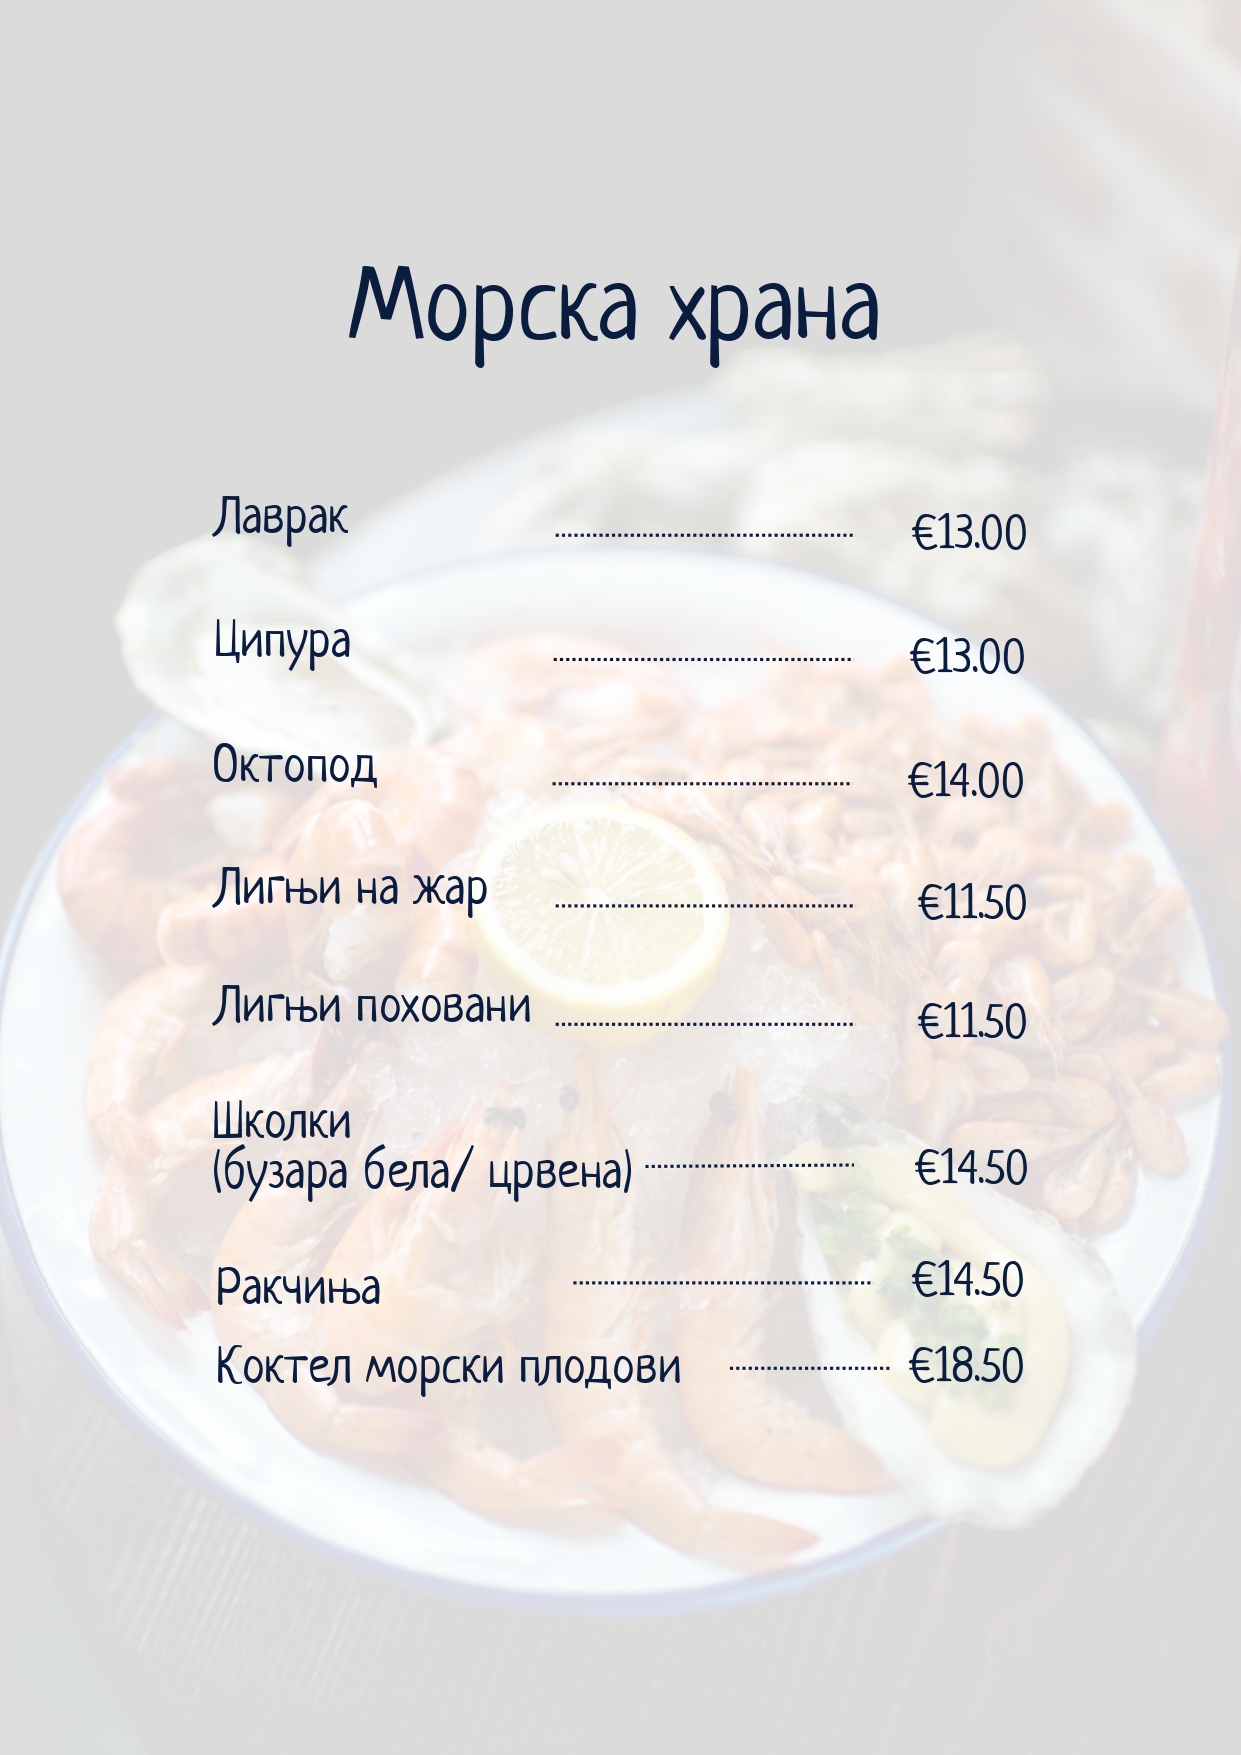 Морска храна
Лаврак ........................ €13.00
Ципура ........................ €13.00
Октопод ........................ €14.00
Лигњи на жар ........................ €11.50
Лигњи поховани ........................ €11.50
Школки
(бузара бела/ црвена) ........................ €14.50
Ракчиња ........................ €14.50
Коктел морски плодови ........................ €18.50